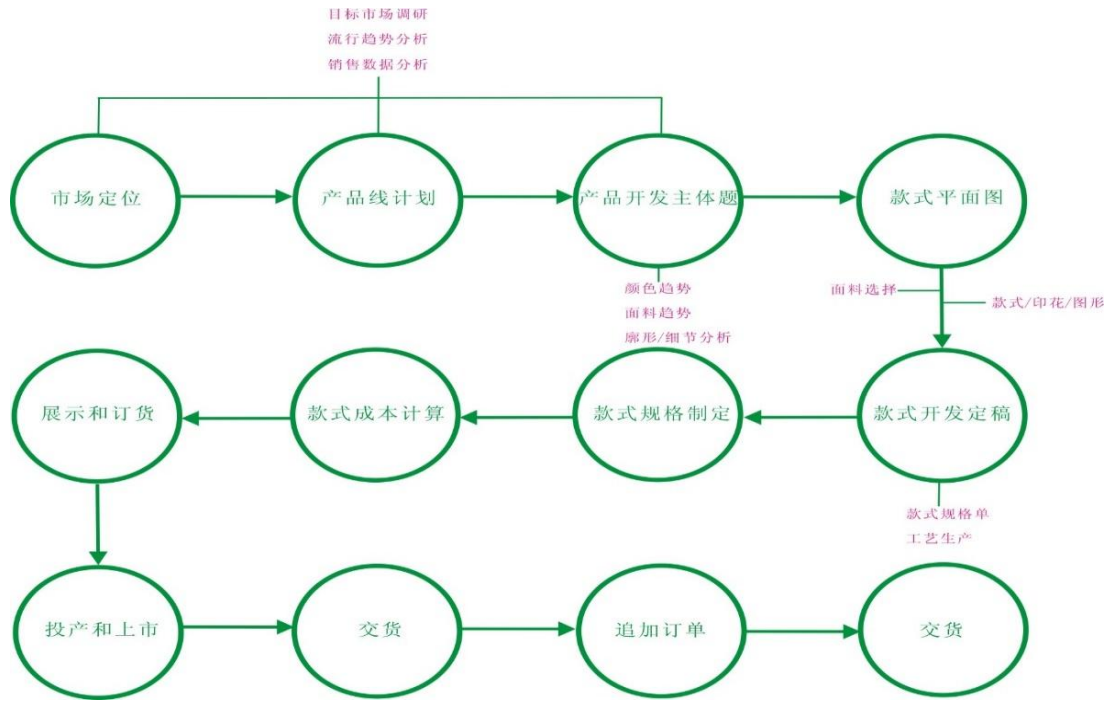 目标市场调研
流行趋势分析
销售数据分析
市场定位
产品线计划
产品开发主体题
款式平面图
颜色趋势
面料趋势
廓形/细节分析
面料选择
款式/印花/图形
展示和订货
款式成本计算
款式规格制定
款式开发定稿
款式规格单
工艺生产
投产和上市
交货
追加订单
交货